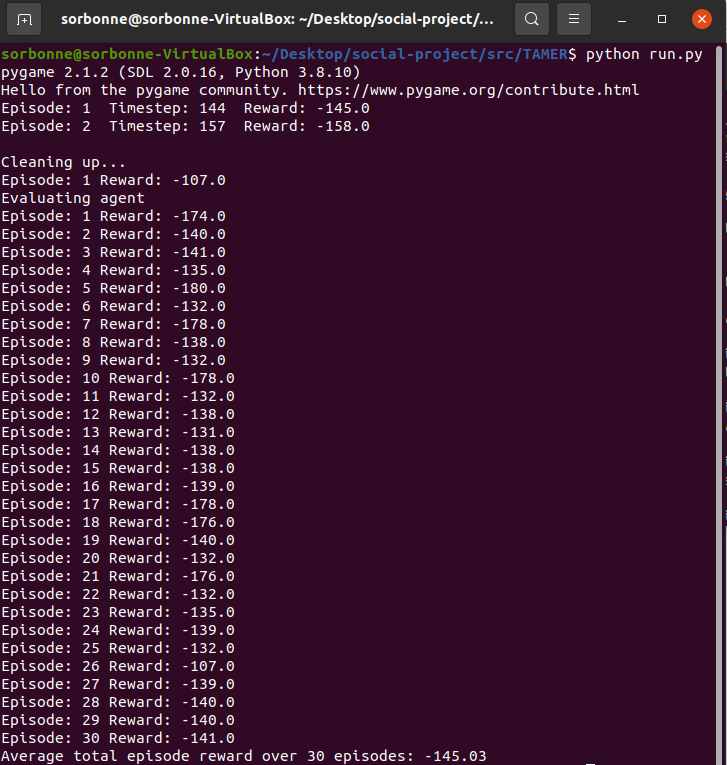 sorbonne@sorbonne-VirtualBox: ~/Desktop/social-project/...
sorbonne@sorbonne-VirtualBox:~/Desktop/social-project/src/TAMER$ python run.py
pygame 2.1.2 (SDL 2.0.16, Python 3.8.10)
Hello from the pygame community. https://www.pygame.org/contribute.html
Episode: 1  Timestep: 144  Reward: -145.0
Episode: 2  Timestep: 157  Reward: -158.0
Cleaning up...
Episode: 1 Reward: -107.0
Evaluating agent
Episode: 1 Reward: -174.0
Episode: 2 Reward: -140.0
Episode: 3 Reward: -141.0
Episode: 4 Reward: -135.0
Episode: 5 Reward: -180.0
Episode: 6 Reward: -132.0
Episode: 7 Reward: -178.0
Episode: 8 Reward: -138.0
Episode: 9 Reward: -132.0
Episode: 10 Reward: -178.0
Episode: 11 Reward: -132.0
Episode: 12 Reward: -138.0
Episode: 13 Reward: -131.0
Episode: 14 Reward: -138.0
Episode: 15 Reward: -138.0
Episode: 16 Reward: -139.0
Episode: 17 Reward: -178.0
Episode: 18 Reward: -176.0
Episode: 19 Reward: -140.0
Episode: 20 Reward: -132.0
Episode: 21 Reward: -176.0
Episode: 22 Reward: -132.0
Episode: 23 Reward: -135.0
Episode: 24 Reward: -139.0
Episode: 25 Reward: -132.0
Episode: 26 Reward: -107.0
Episode: 27 Reward: -139.0
Episode: 28 Reward: -140.0
Episode: 29 Reward: -140.0
Episode: 30 Reward: -141.0
Average total episode reward over 30 episodes: -145.03